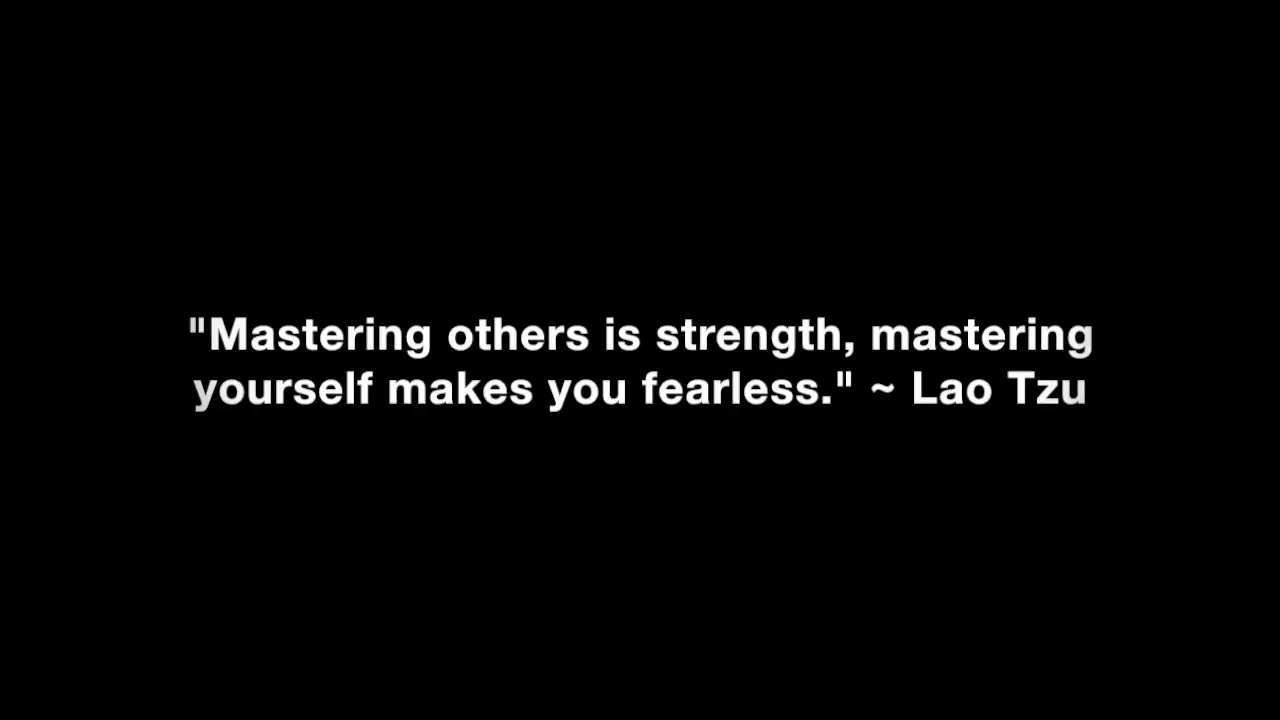 "Mastering others is strength, mastering
yourself makes you fearless." ~ Lao Tzu